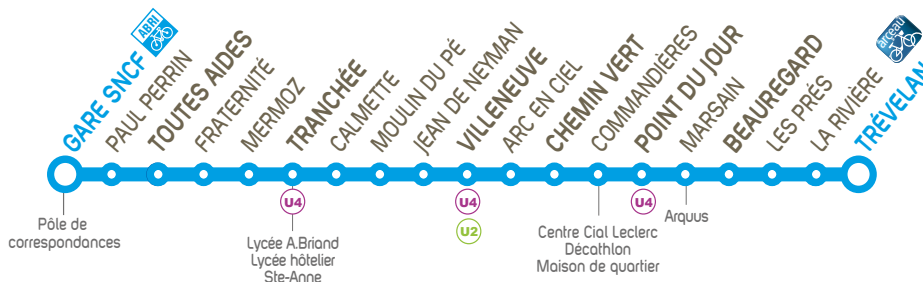 GARE SNCF
ABRI
PAUL PERRIN
TOUTES AIDES
FRATERNITÉ
MERMOZ
TRANCHÉE
CALMETTE
MOULIN DU PÉ
JEAN DE NEYMAN
VILLENEUVE
ARC EN CIEL
CHEMIN VERT
COMMANDIÈRES
POINT DU JOUR
MARSAIN
BEAUREGARD
LES PRÉS
LA RIVIÈRE
arceau
TRÉVELAN
Pôle de
correspondances
U4
Lycée A.Briand
Lycée hôtelier
Ste-Anne
U4
U2
Centre Cial Leclerc
Décathlon
Maison de quartier
U4
Arquus